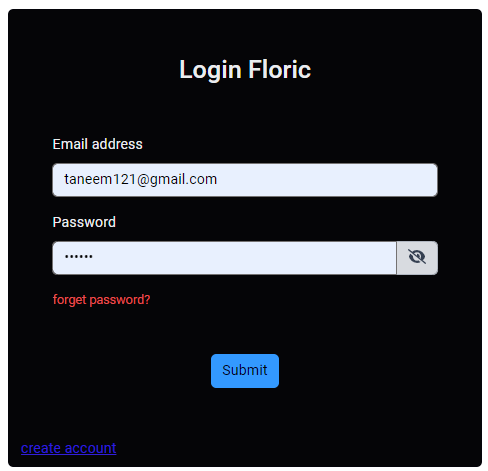 Login Floric
Email address
taneem121@gmail.com
Password
••••••
forget password?
Submit
create account